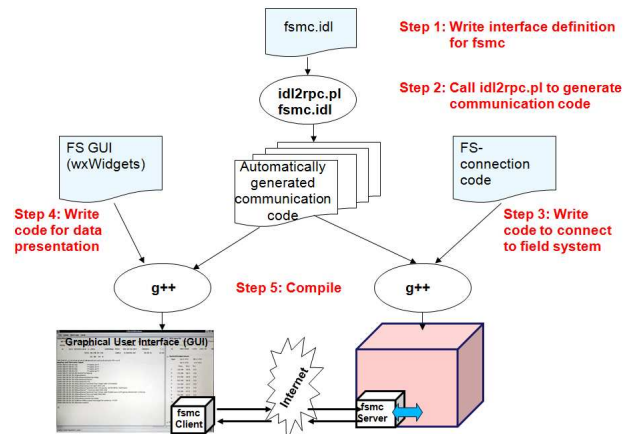 fsmc.idl
Step 1: Write interface definition
for fsmc
idl2rpc.pl
fsmc.idl
Step 2: Call idl2rpc.pl to generate
communication code
FS GUI
(wxWidgets)
Automatically
generated
communication
code
FS-
connection
code
Step 4: Write
code for data
presentation
Step 3: Write
code to connect
to field system
g++
Step 5: Compile
g++
Graphical User Interface (GUI)
Internet
fsmc
Client
fsmc
Server